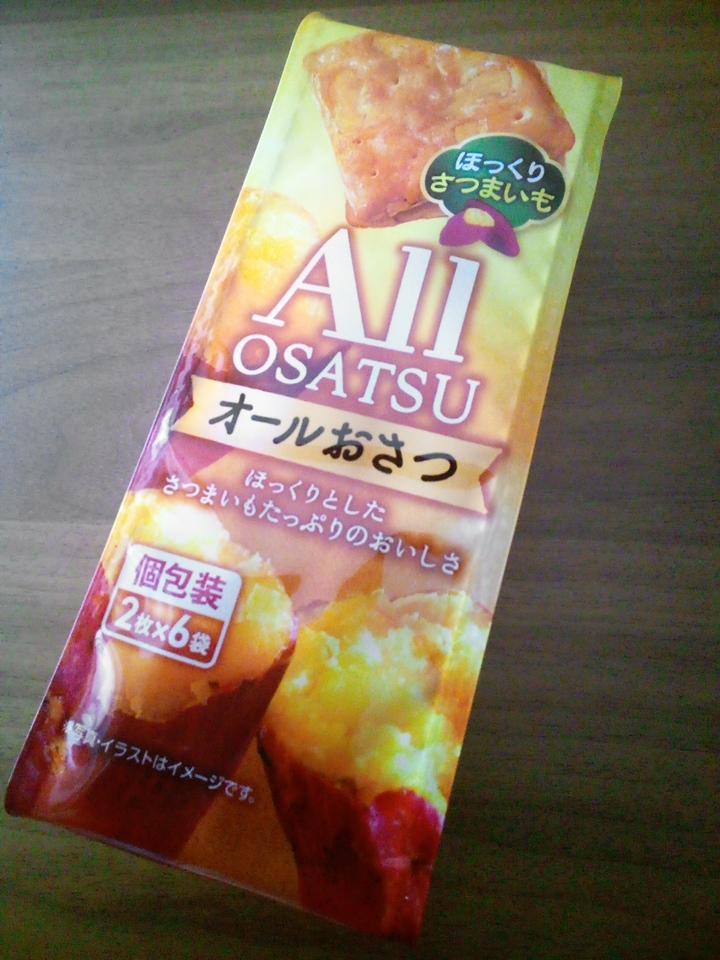 ほっくり
さつまいも
All
OSATSU
オールおさつ
ほっくりとした
さつまいもたっぷりのおいしさ
個包装
2枚×6袋
※写真・イラストはイメージです。